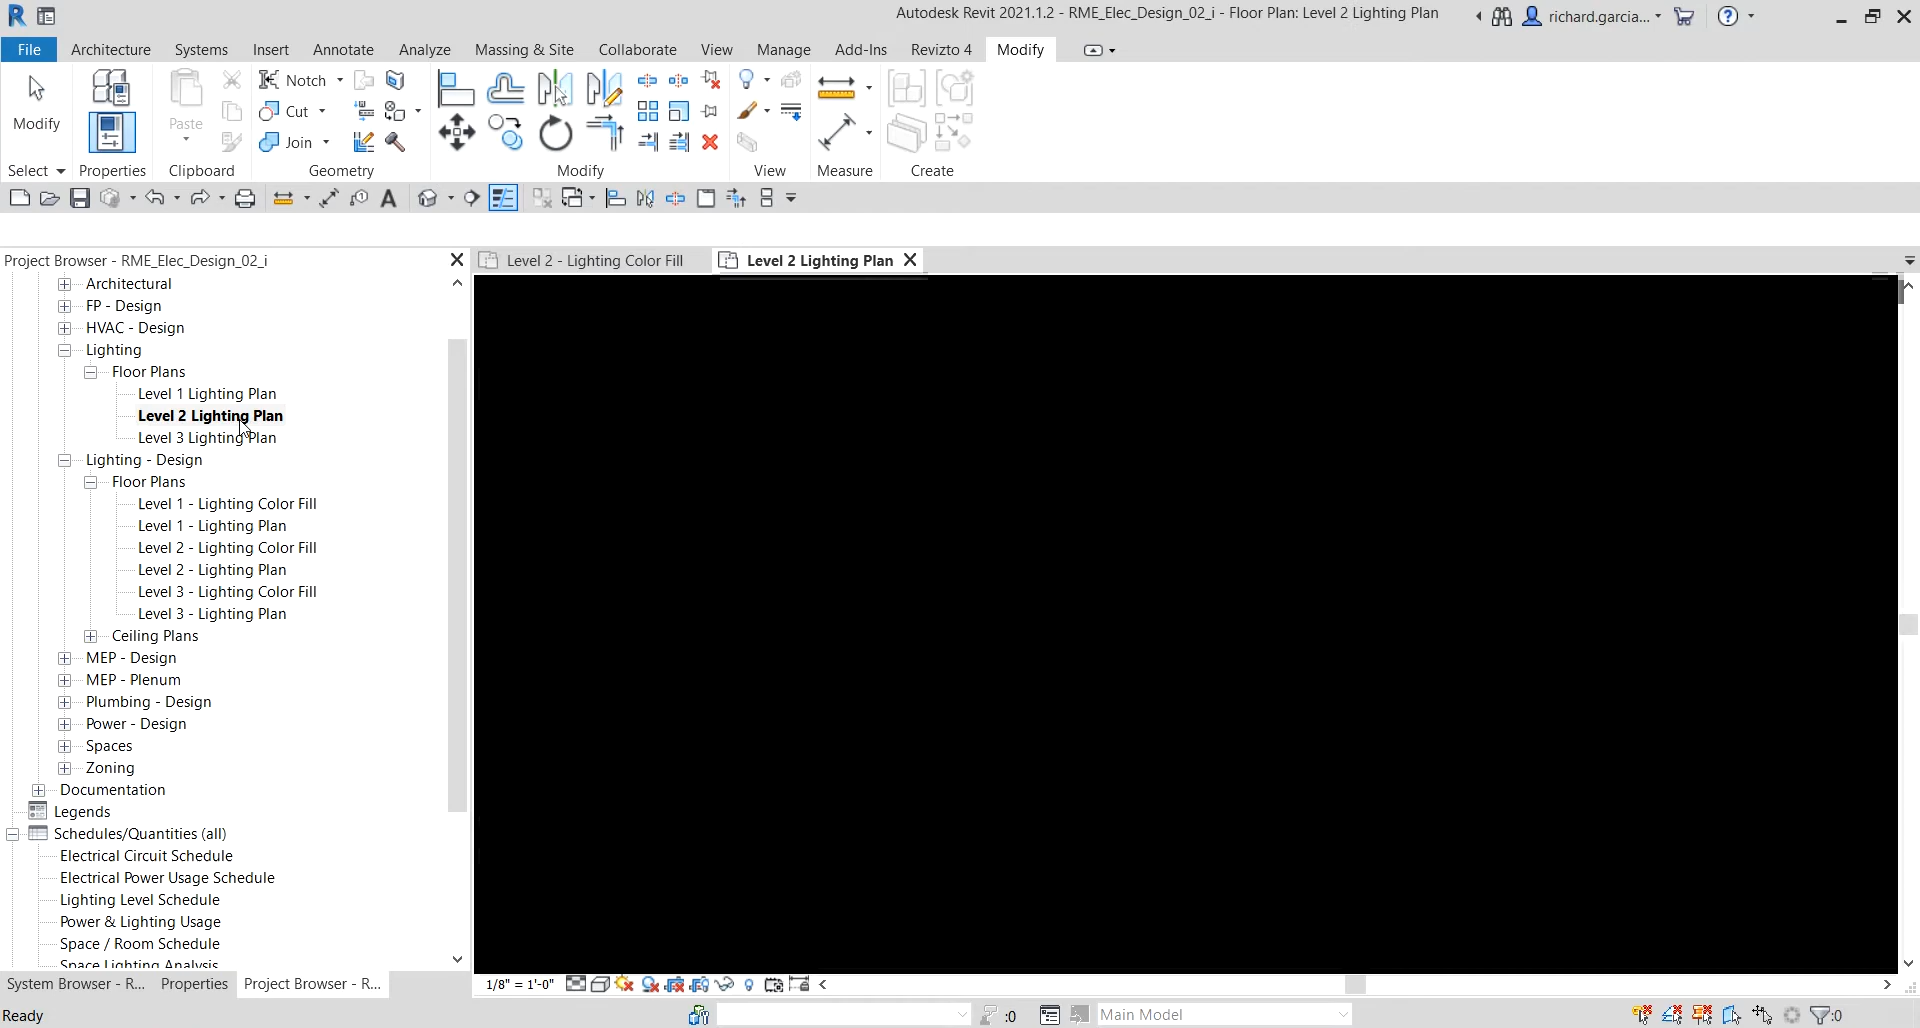 Autodesk Revit 2021.1.2 - RME_Elec_Design_02_i - Floor Plan: Level 2 Lighting Plan
richard.garcia...
File Architecture Systems Insert Annotate Analyze Massing & Site Collaborate View Manage Add-Ins Revizto 4 Modify
Notch
Cut
Join
Modify
Paste
Select Properties Clipboard Geometry Modify View Measure Create
Project Browser - RME_Elec_Design_02_i
Level 2 - Lighting Color Fill
Level 2 Lighting Plan
Architectural
FP - Design
HVAC - Design
Lighting
Floor Plans
Level 1 Lighting Plan
Level 2 Lighting Plan
Level 3 Lighting Plan
Lighting - Design
Floor Plans
Level 1 - Lighting Color Fill
Level 1 - Lighting Plan
Level 2 - Lighting Color Fill
Level 2 - Lighting Plan
Level 3 - Lighting Color Fill
Level 3 - Lighting Plan
Ceiling Plans
MEP - Design
MEP - Plenum
Plumbing - Design
Power - Design
Spaces
Zoning
Documentation
Legends
Schedules/Quantities (all)
Electrical Circuit Schedule
Electrical Power Usage Schedule
Lighting Level Schedule
Power & Lighting Usage
Space / Room Schedule
Space Lighting Analysis
System Browser - R... Properties Project Browser - R...
1/8" = 1'-0"
Ready
:0
Main Model
:0